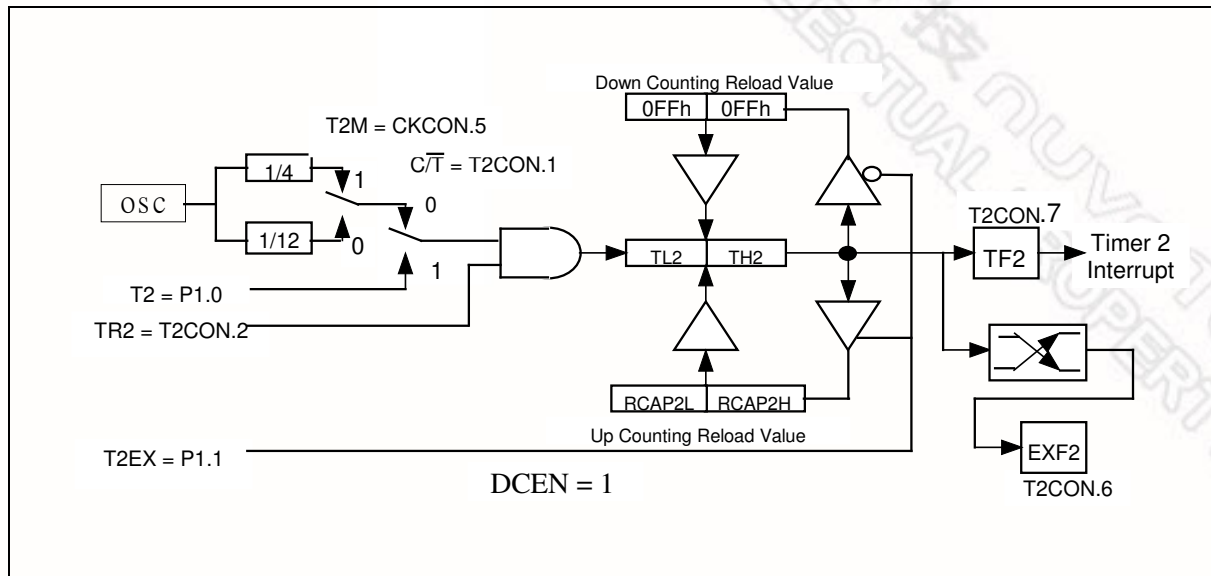 Down Counting Reload Value
0FFh 0FFh
T2M = CKCON.5
C/T̅ = T2CON.1
1/4
1
OSC
0
T2CON.7
1/12
0
TL2 TH2
TF2
Timer 2
Interrupt
1
T2 = P1.0
TR2 = T2CON.2
RCAP2L RCAP2H
Up Counting Reload Value
T2EX = P1.1
EXF2
DCEN = 1
T2CON.6